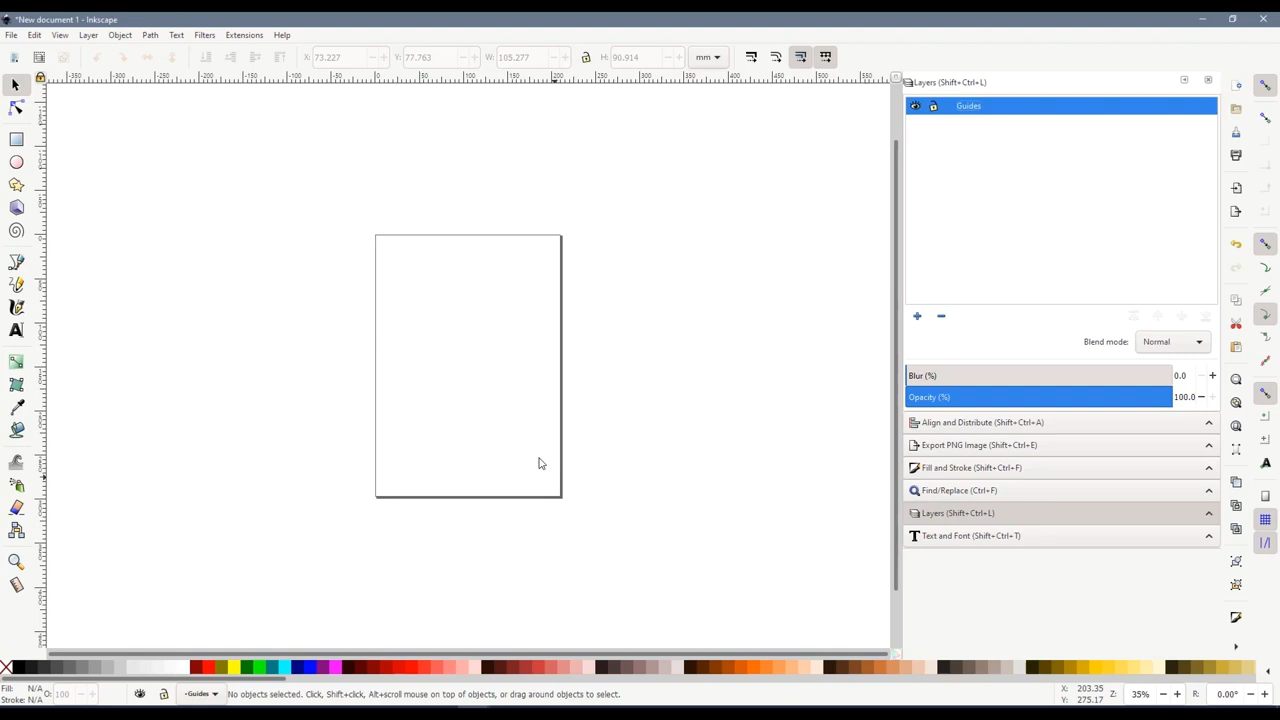 *New document 1 - Inkscape
File Edit View Layer Object Path Text Filters Extensions Help
X: 73.227 Y: 77.763 W: 105.277 H: 90.914 mm
Layers (Shift+Ctrl+L)
Guides
Blend mode: Normal
Blur (%) 0.0
Opacity (%) 100.0
Align and Distribute (Shift+Ctrl+A)
Export PNG Image (Shift+Ctrl+E)
Fill and Stroke (Shift+Ctrl+F)
Find/Replace (Ctrl+F)
Layers (Shift+Ctrl+L)
Text and Font (Shift+Ctrl+T)
Fill: N/A
Stroke: N/A
O: 100
Guides
No objects selected. Click, Shift+click, Alt+scroll mouse on top of objects, or drag around objects to select.
X: 203.35
Y: 275.17
Z: 35%
R: 0.00°